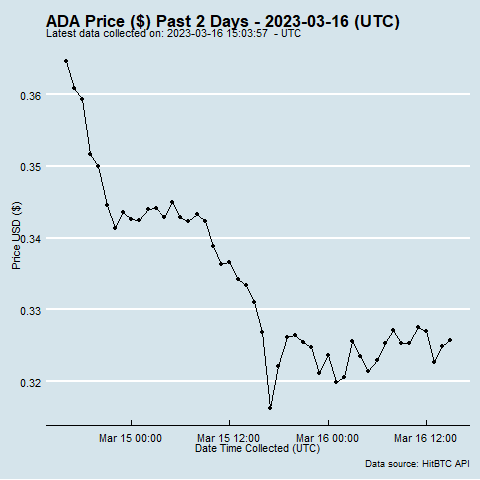 ADA Price ($) Past 2 Days - 2023-03-16 (UTC)
Latest data collected on: 2023-03-16 15:03:57 - UTC
0.36
0.35
0.34
0.33
0.32
Price USD ($)
Mar 15 00:00 Mar 15 12:00 Mar 16 00:00 Mar 16 12:00
Date Time Collected (UTC)
Data source: HitBTC API